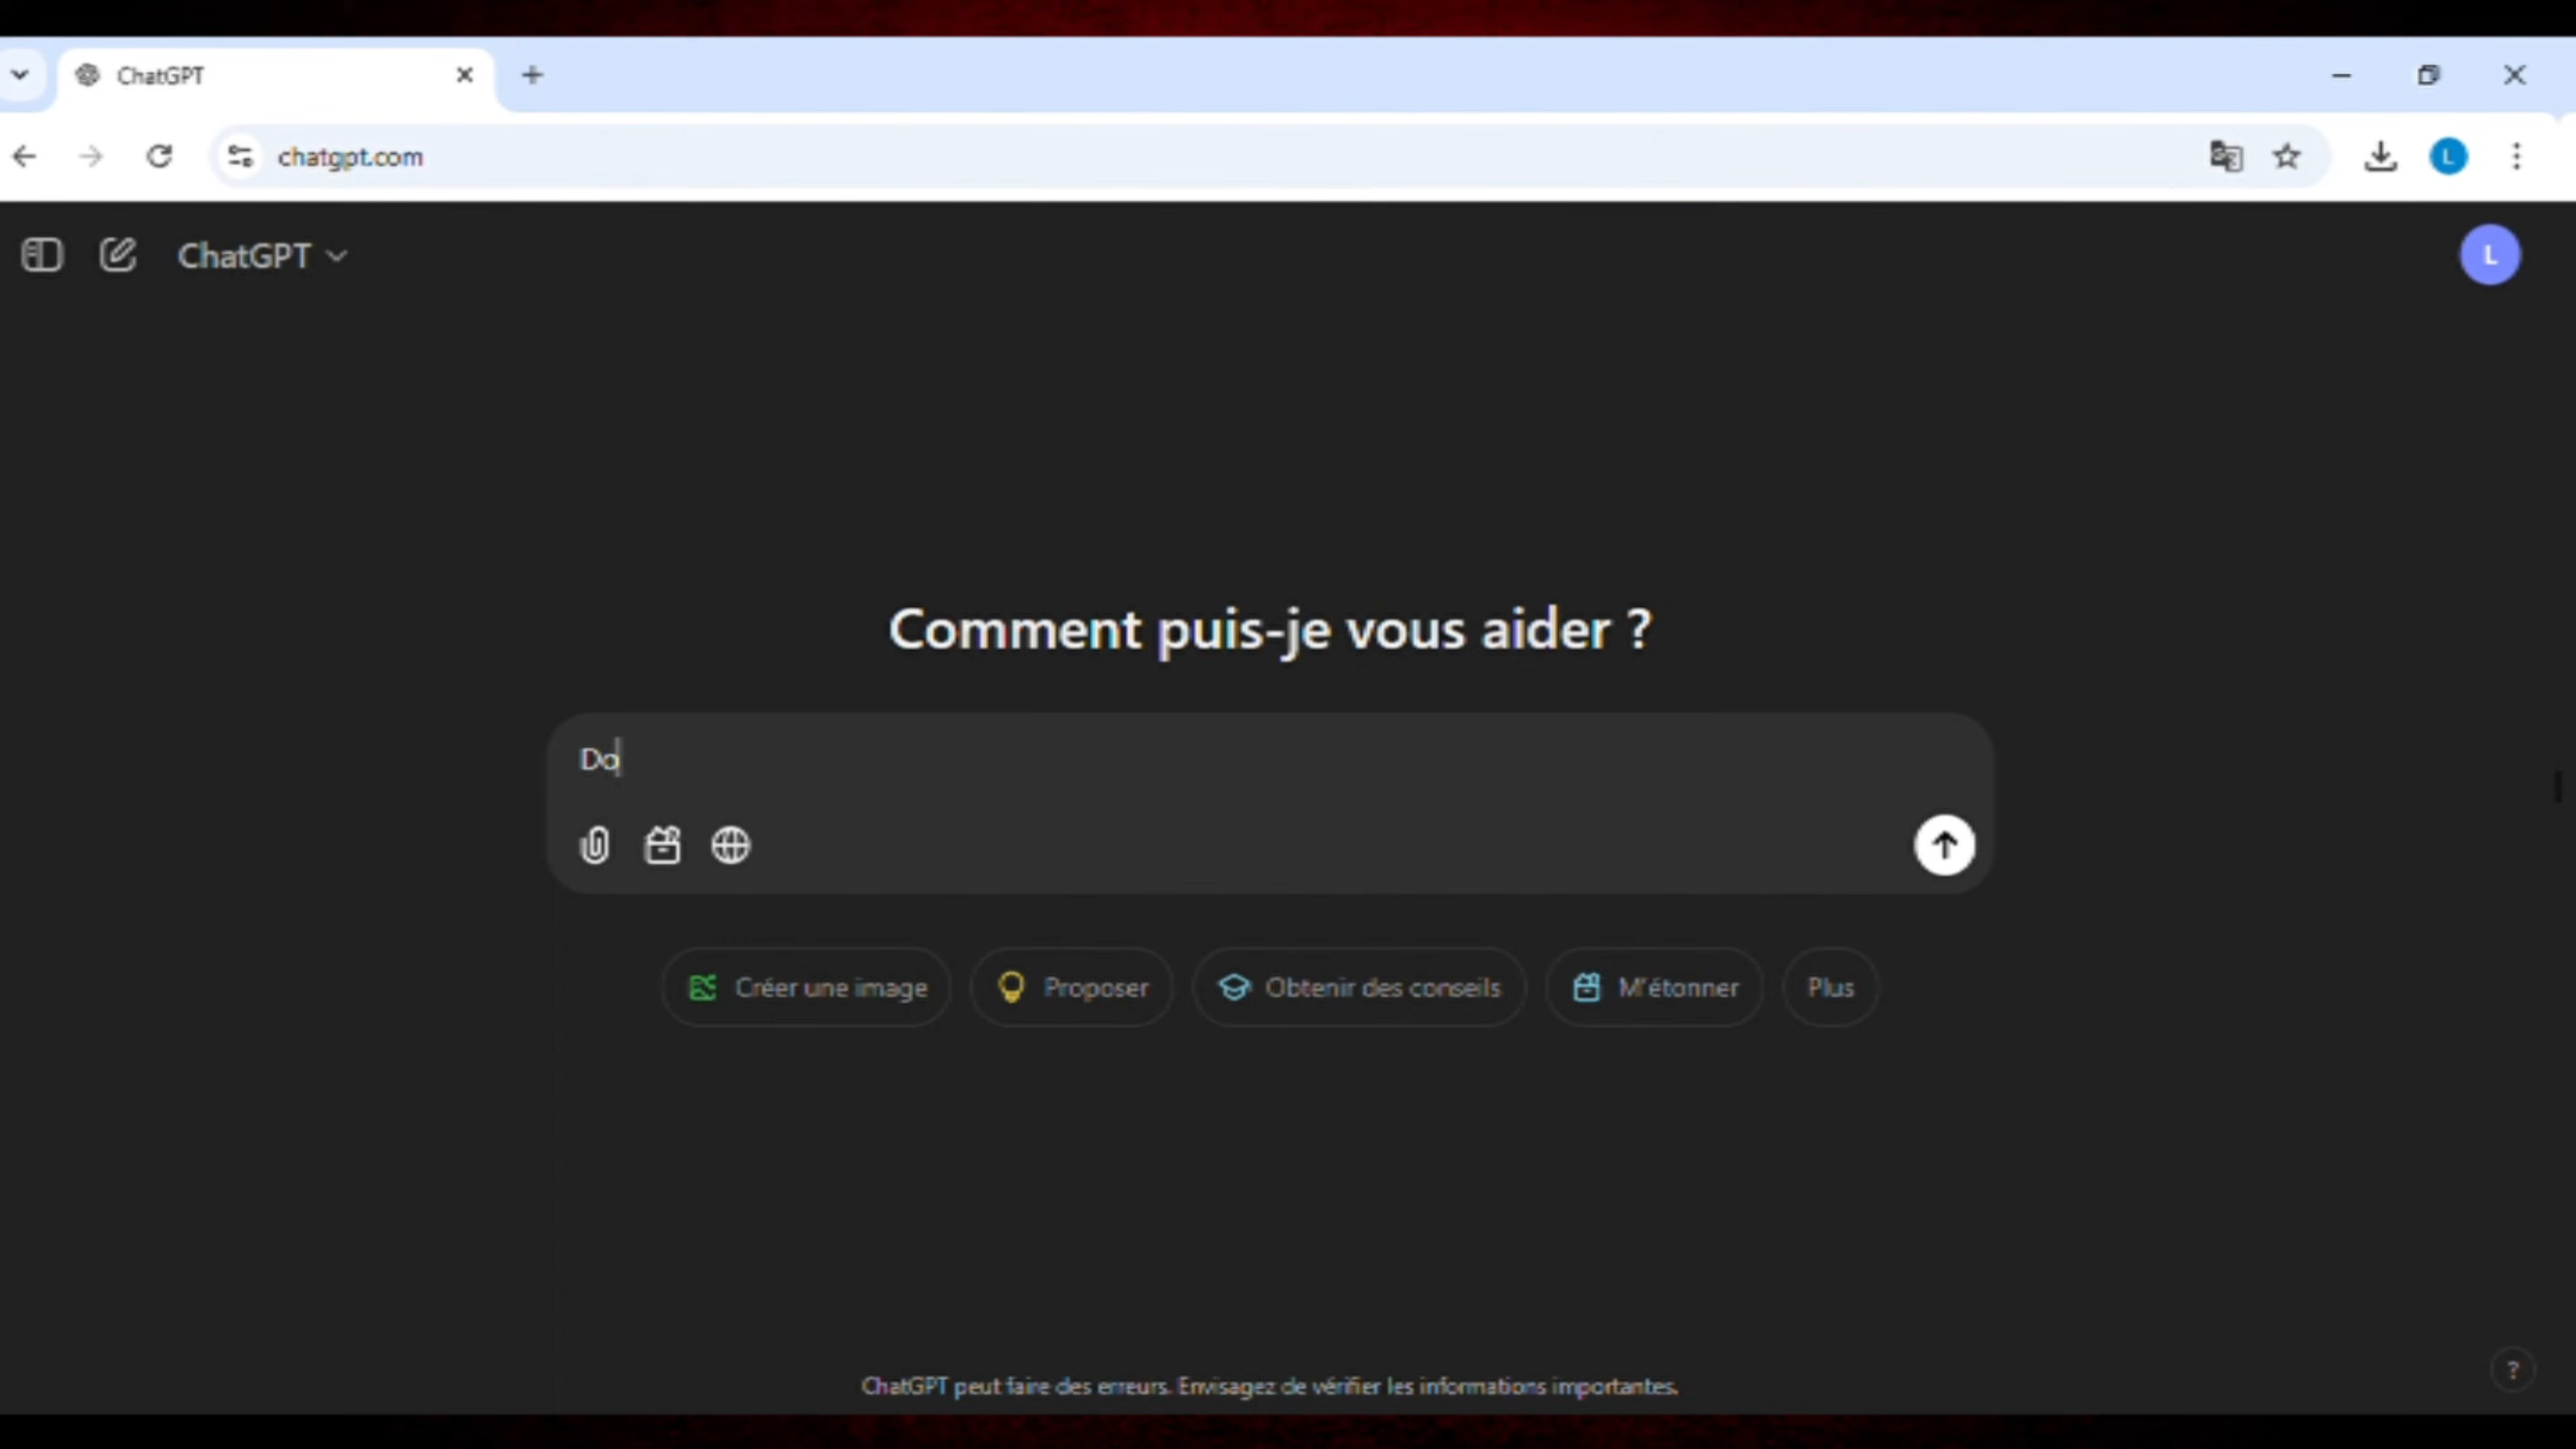 ChatGPT
chatgpt.com
L
ChatGPT
L
Comment puis-je vous aider ?
Do
Créer une image
Proposer
Obtenir des conseils
M'étonner
Plus
ChatGPT peut faire des erreurs. Envisagez de vérifier les informations importantes.
?